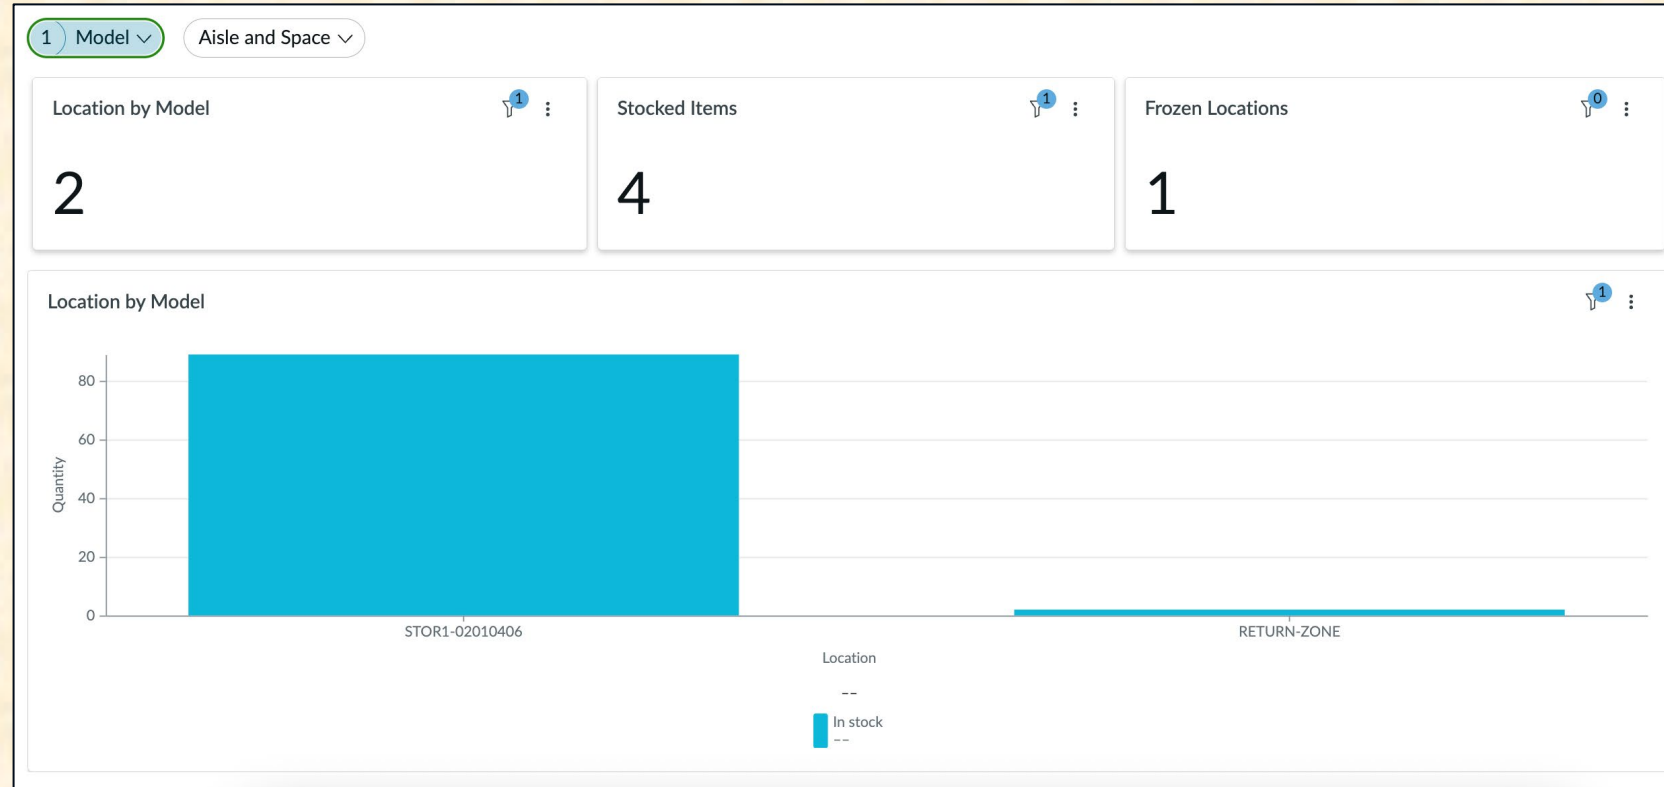 1 Model
Aisle and Space
Location by Model
1
2
Stocked Items
1
4
Frozen Locations
0
1
Location by Model
1
Quantity
80
60
40
20
0
STOR1-02010406
RETURN-ZONE
Location
--
In stock
--